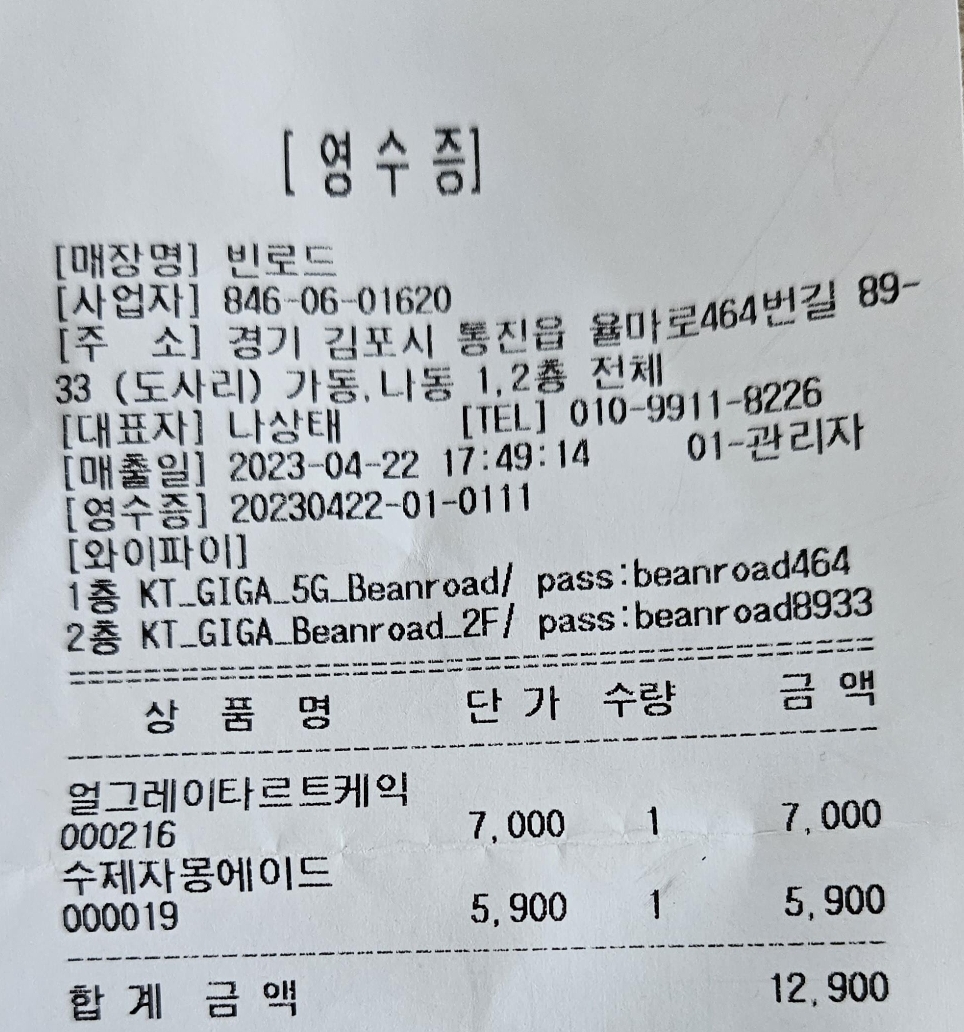 [ 영 수 증]
[매장명] 빈로드
[사업자] 846-06-01620
[주 소] 경기 김포시 통진읍 율마로464번길 89-
33 (도사리) 가동,나동 1,2층 전체
[대표자] 나상태 [TEL] 010-9911-8226
[매출일] 2023-04-22 17:49:14 01-관리자
[영수증] 20230422-01-0111
[와이파이]
1층 KT_GIGA_5G_Beanroad/ pass:beanroad464
2층 KT_GIGA_Beanroad_2F/ pass:beanroad8933
상 품 명 단 가 수량 금 액
얼그레이타르트케익
000216 7,000 1 7,000
수제자몽에이드
000019 5,900 1 5,900
합 계 금 액 12,900